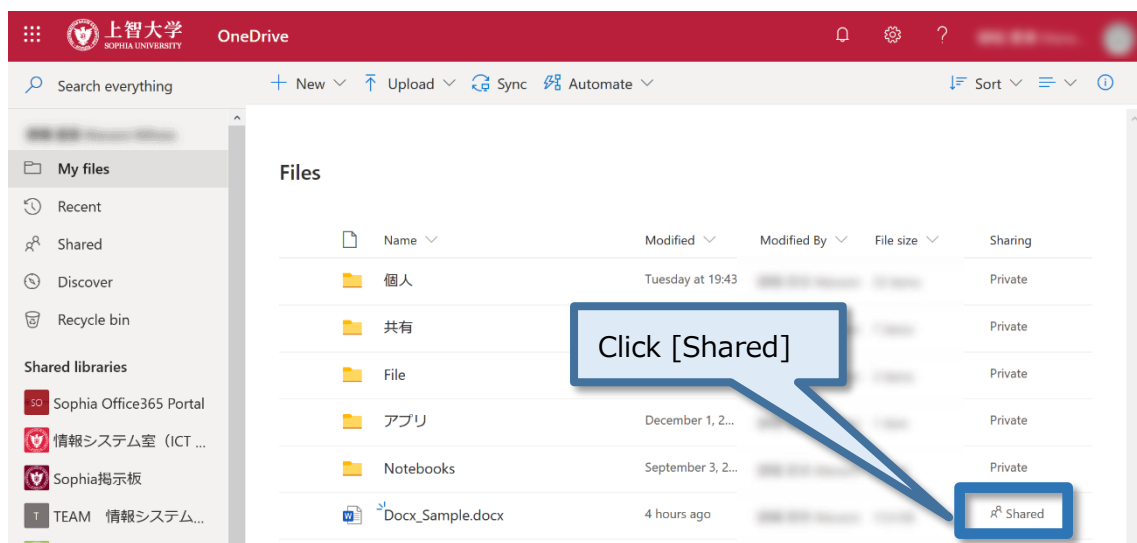 上智大学
SOPHIA UNIVERSITY
OneDrive
?
Search everything
New
Upload
Sync
Automate
Sort
My files
Recent
Shared
Discover
Recycle bin
Shared libraries
SO Sophia Office365 Portal
情報システム室（ICT ...
Sophia掲示板
T TEAM 情報システム...
Files
Name Modified Modified By File size Sharing
個人 Tuesday at 19:43 Private
共有 Private
File Private
アプリ December 1, 2... Private
Notebooks September 3, 2... Private
Docx_Sample.docx 4 hours ago Shared
Click [Shared]